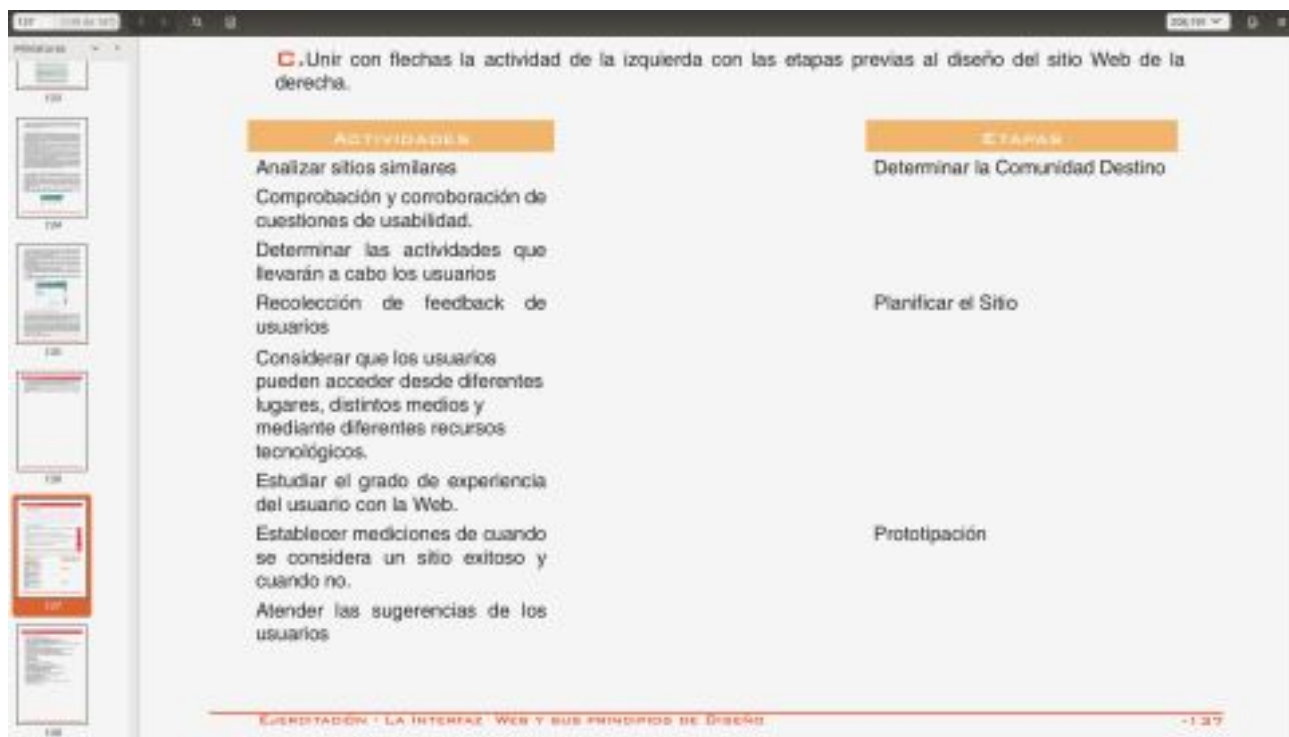 137
C. Unir con flechas la actividad de la izquierda con las etapas previas al diseño del sitio Web de la
derecha.
ACTIVIDADES
ETAPAS
Analizar sitios similares
Determinar la Comunidad Destino
Comprobación y corroboración de
cuestiones de usabilidad.
Determinar las actividades que
llevarán a cabo los usuarios
Recolección de feedback de
usuarios
Planificar el Sitio
Considerar que los usuarios
pueden acceder desde diferentes
lugares, distintos medios y
mediante diferentes recursos
tecnológicos.
Estudiar el grado de experiencia
del usuario con la Web.
Establecer mediciones de cuando
se considera un sitio exitoso y
cuando no.
Prototipación
Atender las sugerencias de los
usuarios
EJERCITACIÓN - LA INTERFAZ WEB Y SUS PRINCIPIOS DE DISEÑO
-137